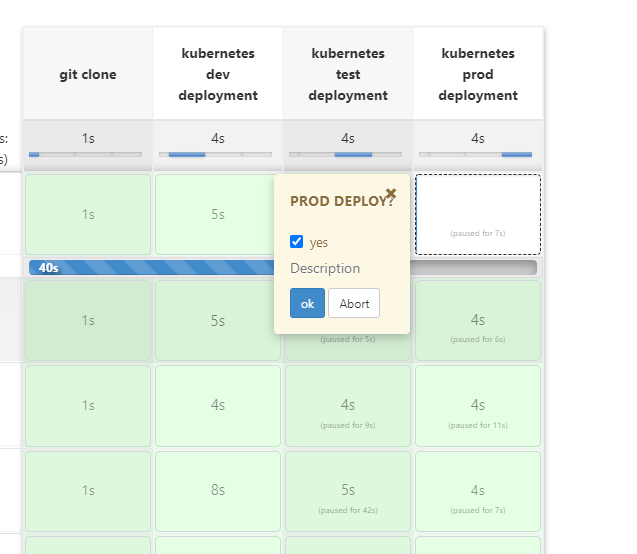 git clone
kubernetes
dev
deployment
kubernetes
test
deployment
kubernetes
prod
deployment
s:
s)
1s
4s
4s
4s
1s
5s
(paused for 7s)
PROD DEPLOY?
yes
Description
ok
Abort
40s
1s
5s
(paused for 5s)
4s
(paused for 6s)
1s
4s
4s
(paused for 9s)
4s
(paused for 11s)
1s
8s
5s
(paused for 42s)
4s
(paused for 7s)